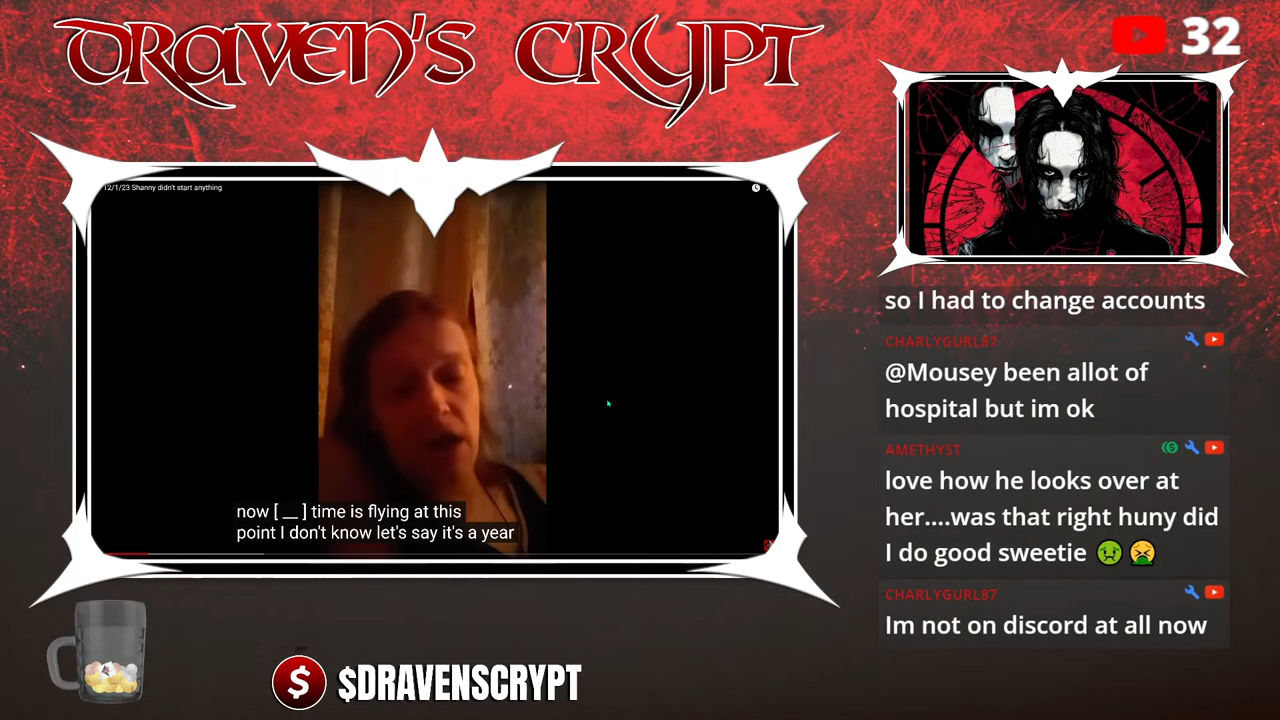 DRAVEN'S CRYPT
32
12/1/23 Shanny didn't start anything
now [ __ ] time is flying at this
point I don't know let's say it's a year
so I had to change accounts
CHARLYGURL87
@Mousey been allot of
hospital but im ok
AMETHYST
love how he looks over at
her....was that right huny did
I do good sweetie 🤢 🤮
CHARLYGURL87
Im not on discord at all now
$
$DRAVENSCRYPT